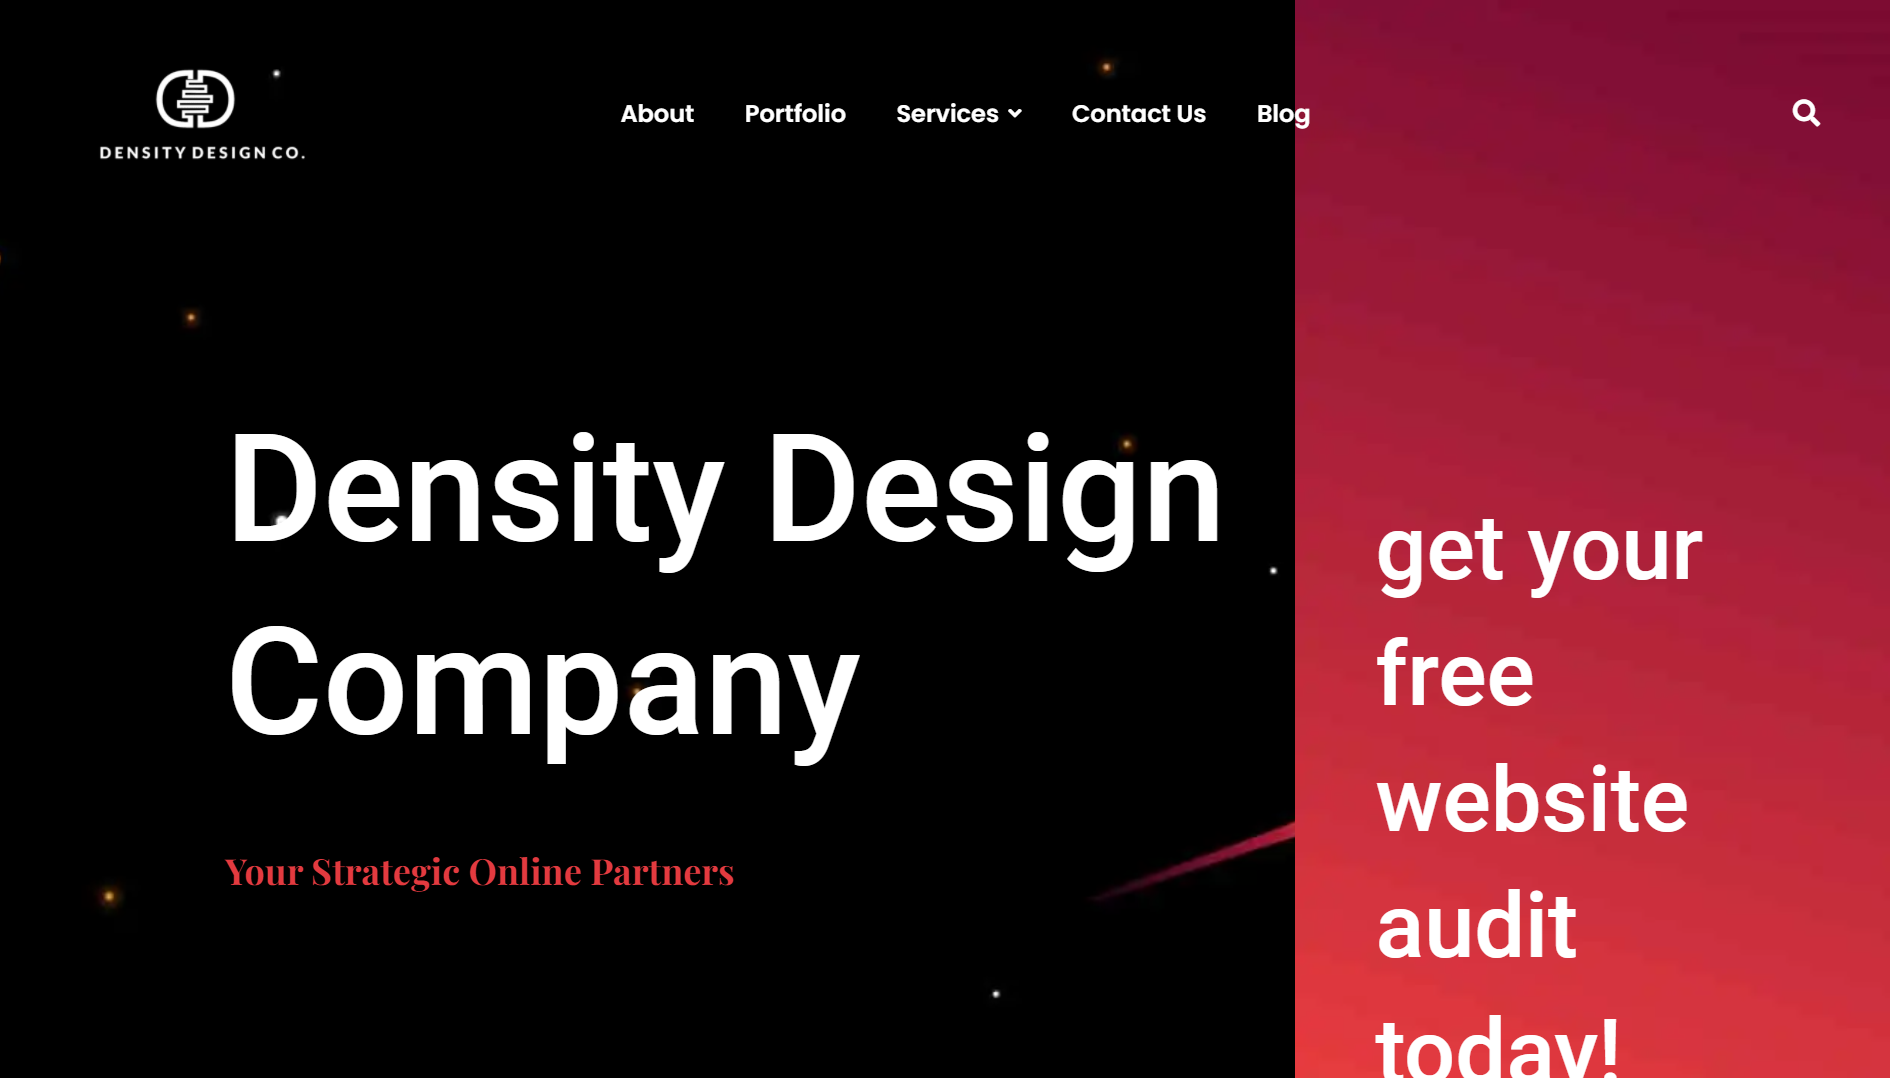 DENSITY DESIGN CO.
About
Portfolio
Services
Contact Us
Blog
Density Design
Company
Your Strategic Online Partners
get your
free
website
audit
today!